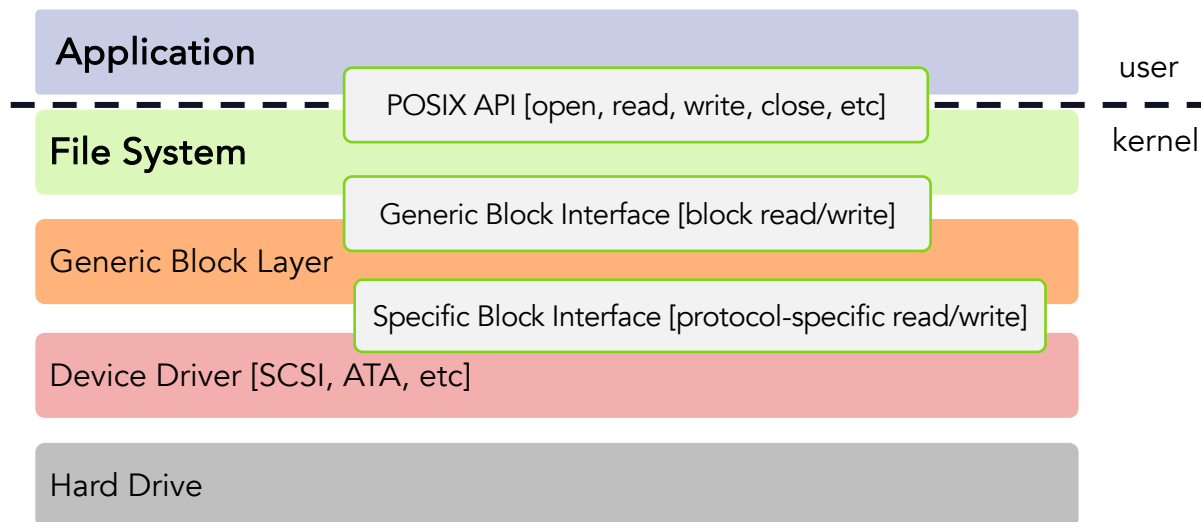 Application
user
POSIX API [open, read, write, close, etc]
kernel
File System
Generic Block Interface [block read/write]
Generic Block Layer
Specific Block Interface [protocol-specific read/write]
Device Driver [SCSI, ATA, etc]
Hard Drive